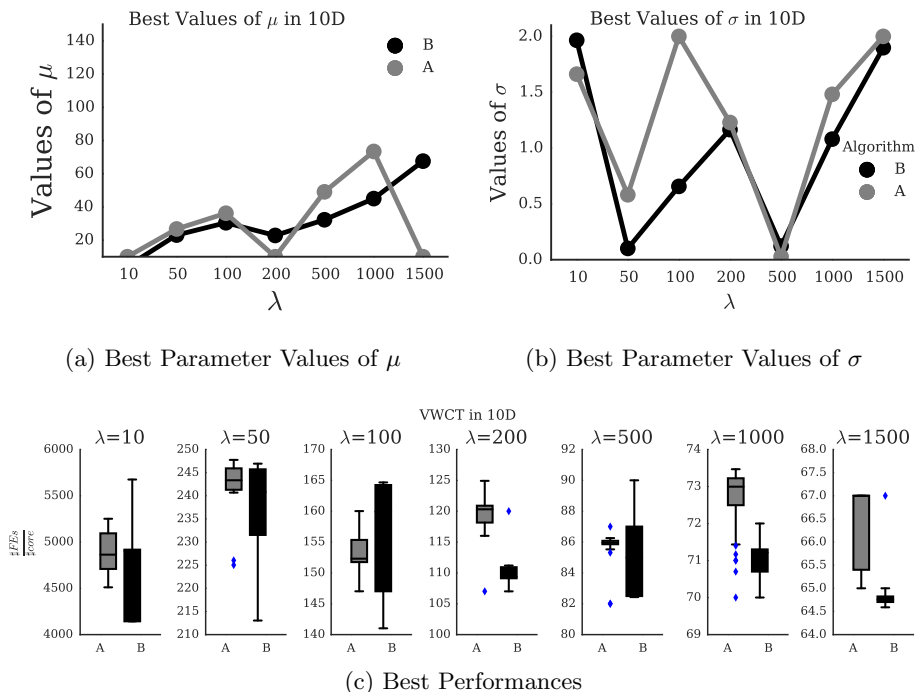 Best Values of μ in 10D
140
120
100
80
60
40
20
Values of μ
B
A
10 50 100 200 500 1000 1500
λ
(a) Best Parameter Values of μ
Best Values of σ in 10D
2.0
1.5
1.0
0.5
0.0
Values of σ
Algorithm
B
A
10 50 100 200 500 1000 1500
λ
(b) Best Parameter Values of σ
VWCT in 10D
λ=10 λ=50 λ=100 λ=200 λ=500 λ=1000 λ=1500
♯FEs
♯core
6000
5500
5000
4500
4000
A B
250
245
240
235
230
225
220
215
210
A B
170
165
160
155
150
145
140
A B
130
125
120
115
110
105
100
A B
92
90
88
86
84
82
80
A B
74
73
72
71
70
69
A B
68.0
67.5
67.0
66.5
66.0
65.5
65.0
64.5
64.0
A B
(c) Best Performances